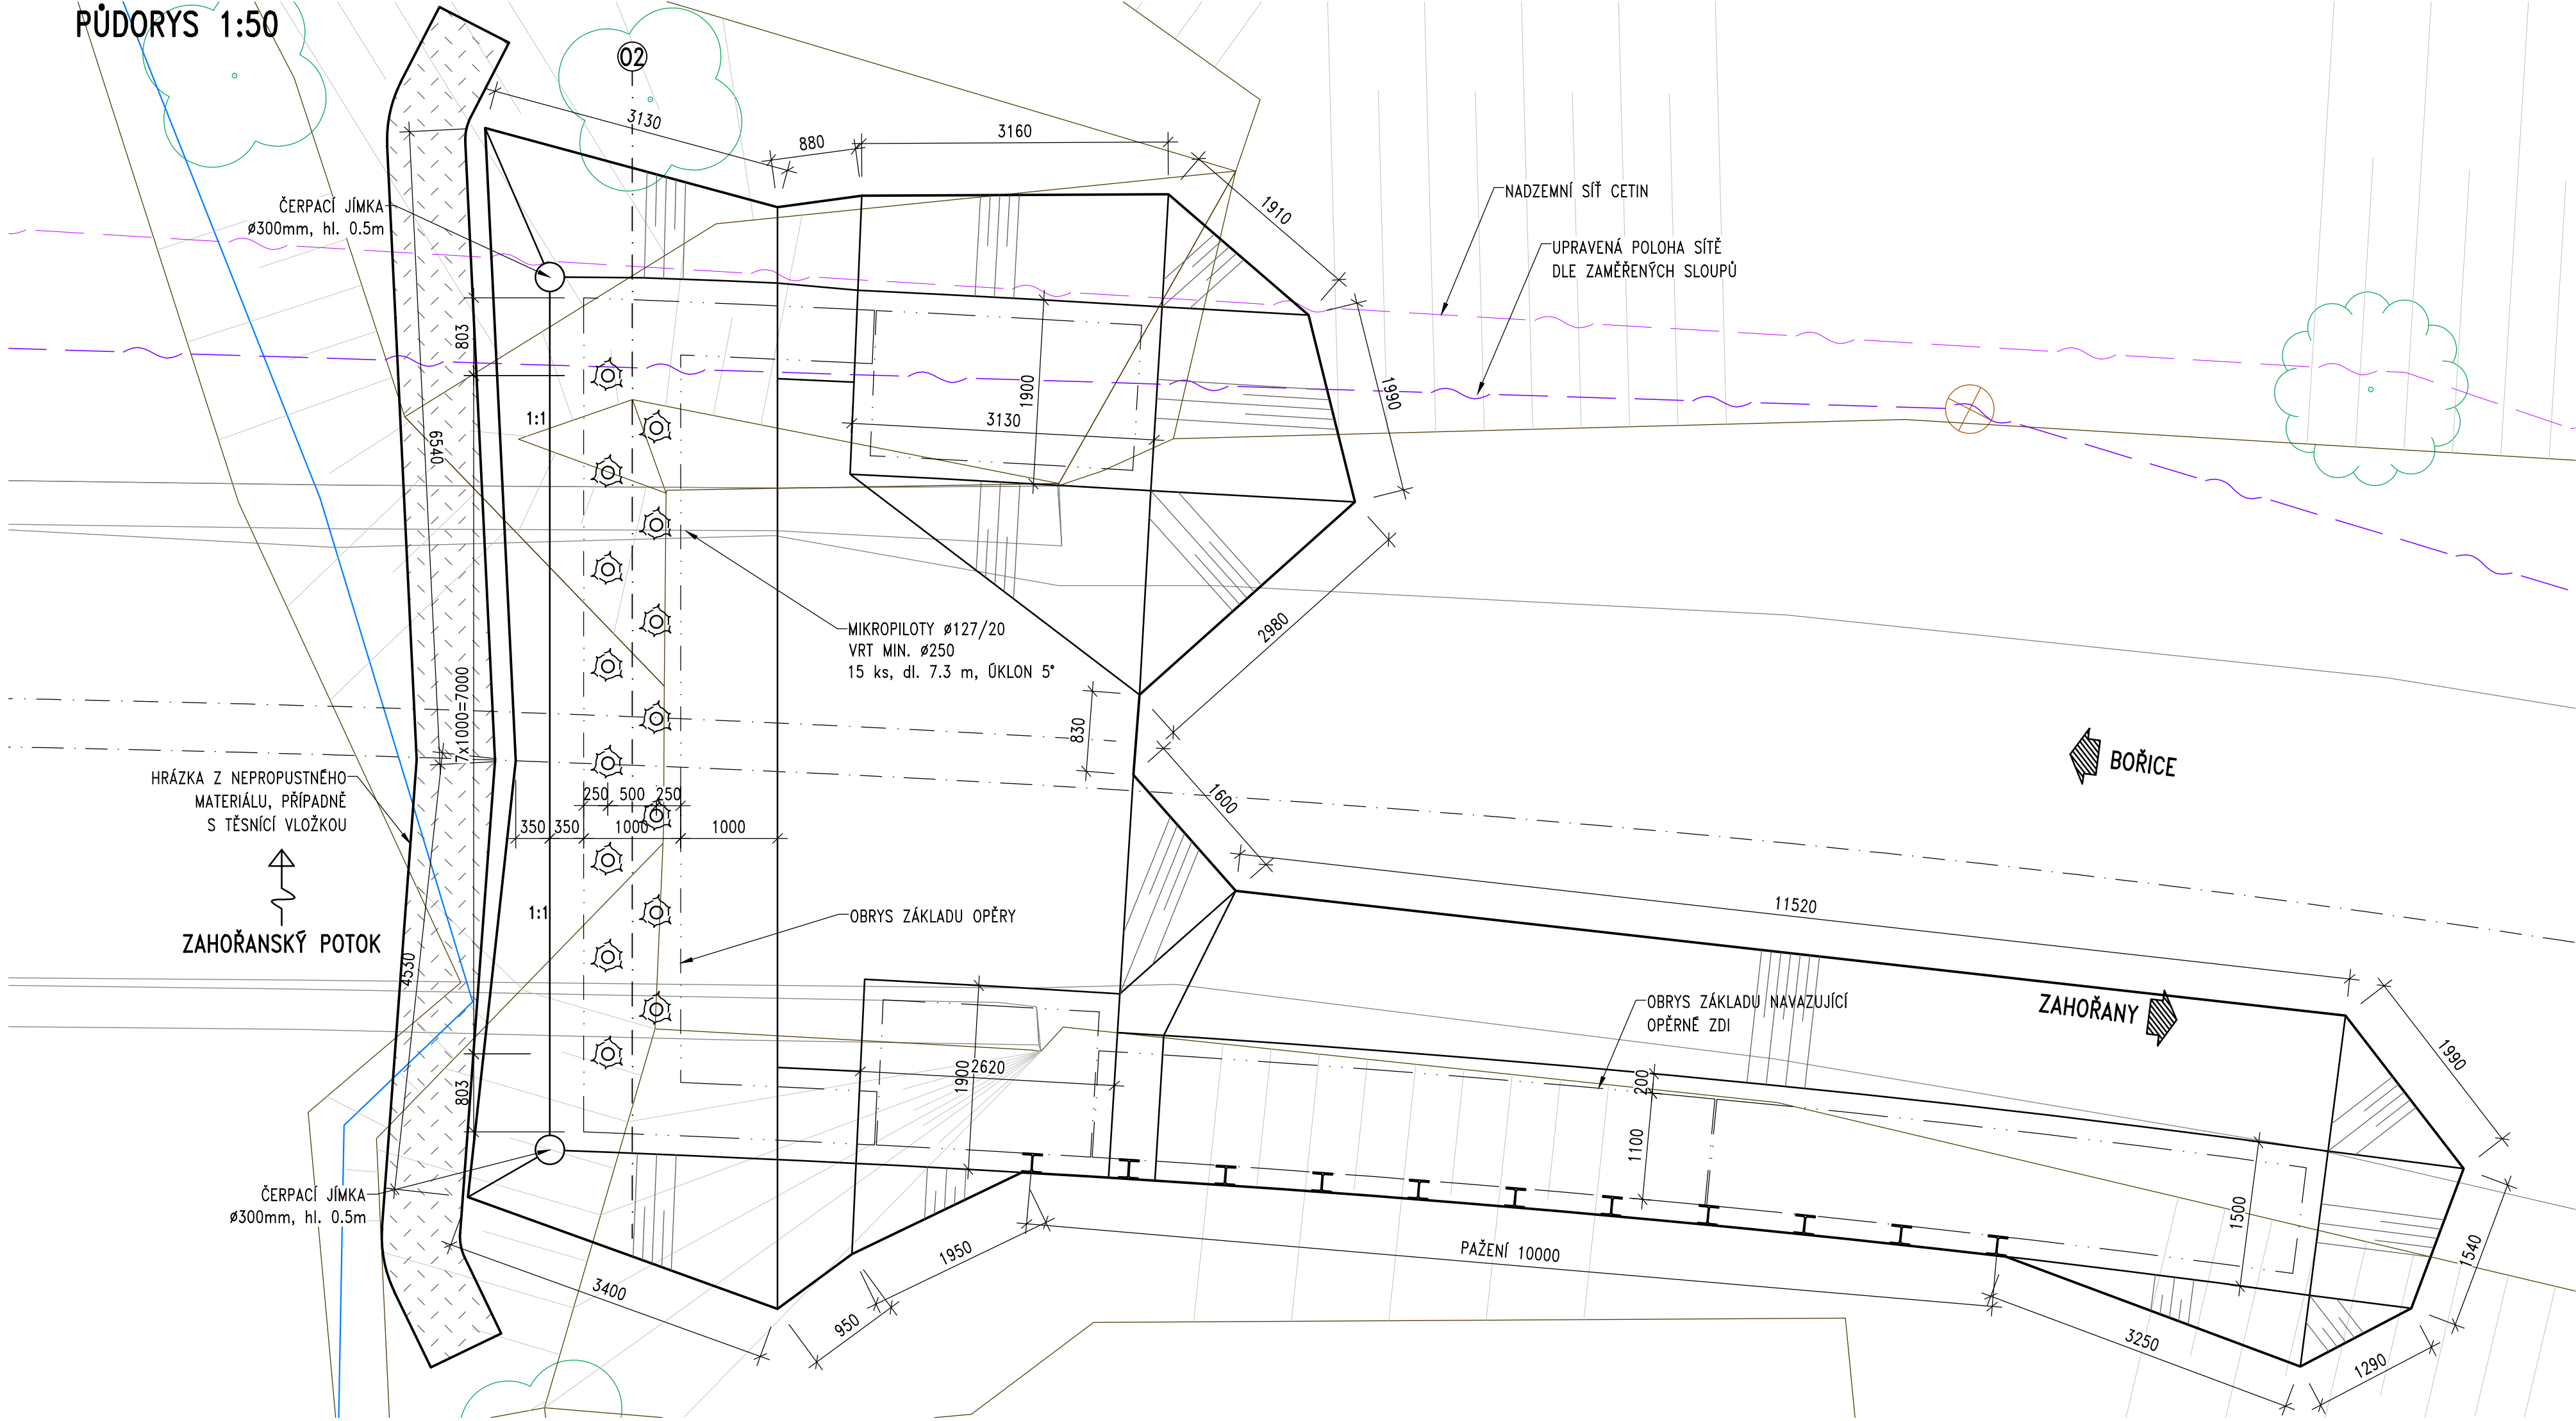 PŮDORYS 1:50
02
3130
880
3160
1910
ČERPACÍ JÍMKA
ø300mm, hl. 0.5m
NADZEMNÍ SÍŤ CETIN
UPRAVENÁ POLOHA SÍTĚ
DLE ZAMĚŘENÝCH SLOUPŮ
803
1:1
6540
1900
3130
1990
MIKROPILOTY ø127/20
VRT MIN. ø250
15 ks, dl. 7.3 m, ÚKLON 5°
2980
830
7x1000=7000
HRÁZKA Z NEPROPUSTNÉHO
MATERIÁLU, PŘÍPADNĚ
S TĚSNÍCÍ VLOŽKOU
BOŘICE
250 500 250
350 350 1000 1000
1600
11520
1:1
OBRYS ZÁKLADU OPĚRY
ZAHOŘANSKÝ POTOK
4530
OBRYS ZÁKLADU NAVAZUJÍCÍ
OPĚRNÉ ZDI
ZAHOŘANY
1990
803
1900
2620
200
1100
1500
ČERPACÍ JÍMKA
ø300mm, hl. 0.5m
1950
PAŽENÍ 10000
1540
3400
950
3250
1290